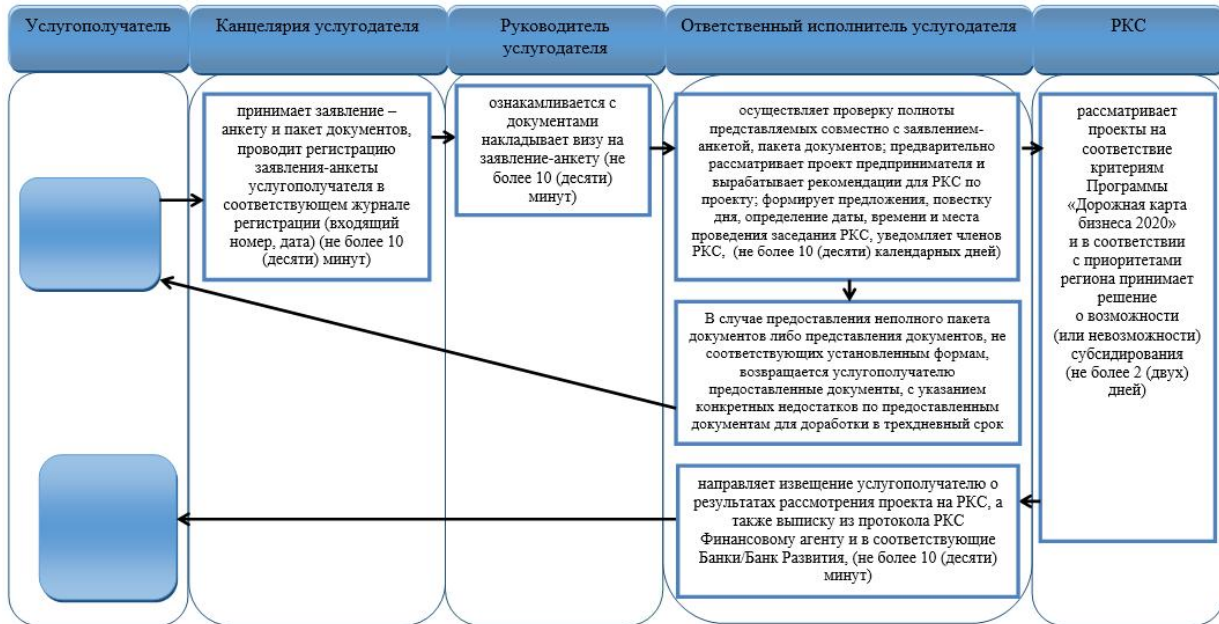 Услугополучатель
Канцелярия услугодателя
Руководитель
услугодателя
Ответственный исполнитель услугодателя
РКС
принимает заявление –
анкету и пакет документов,
проводит регистрацию
заявления-анкеты
услугополучателя в
соответствующем журнале
регистрации (входящий
номер, дата) (не более 10
(десяти) минут)
ознакамливается с
документами
накладывает визу на
заявление-анкету (не
более 10 (десяти)
минут)
осуществляет проверку полноты
представляемых совместно с заявлением-
анкетой, пакета документов; предварительно
рассматривает проект предпринимателя и
вырабатывает рекомендации для РКС по
проекту; формирует предложения, повестку
дня, определение даты, времени и места
проведения заседания РКС, уведомляет членов
РКС, (не более 10 (десяти) календарных дней)
рассматривает
проекты на
соответствие
критериям
Программы
«Дорожная карта
бизнеса 2020»
и в соответствии
с приоритетами
региона принимает
решение
о возможности
(или невозможности)
субсидирования
(не более 2 (двух)
дней)
В случае предоставления неполного пакета
документов либо представления документов, не
соответствующих установленным формам,
возвращается услугополучателю
предоставленные документы, с указанием
конкретных недостатков по предоставленным
документам для доработки в трехдневный срок
направляет извещение услугополучателю о
результатах рассмотрения проекта на РКС, а
также выписку из протокола РКС
Финансовому агенту и в соответствующие
Банки/Банк Развития, (не более 10 (десяти)
минут)